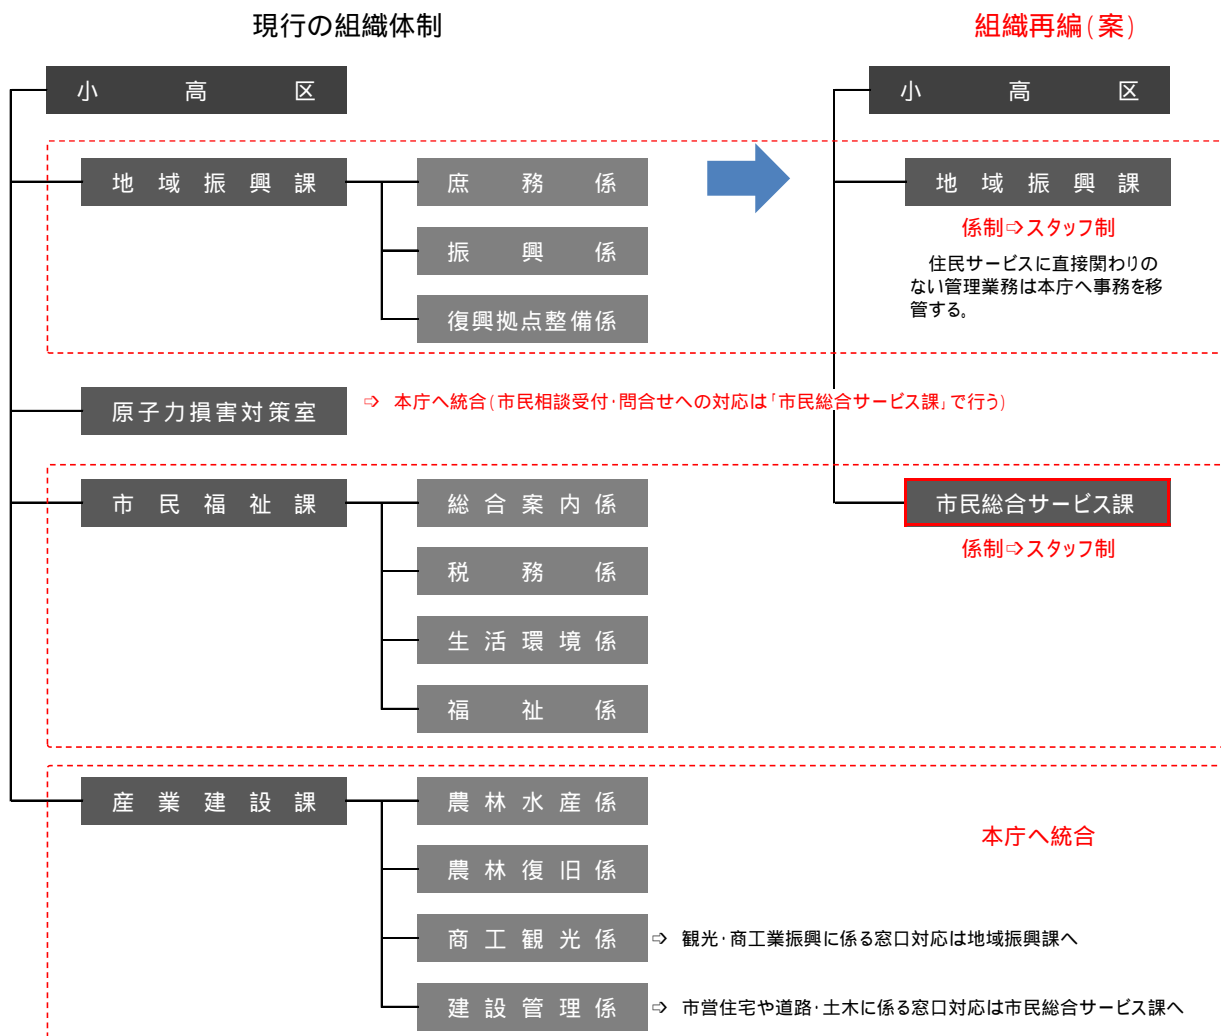 現行の組織体制
組織再編(案)
小高区
小高区
地域振興課
庶務係
地域振興課
係制⇨スタッフ制
振興係
住民サービスに直接関わりの
ない管理業務は本庁へ事務を移
管する。
復興拠点整備係
原子力損害対策室
⇨ 本庁へ統合(市民相談受付・問合せへの対応は「市民総合サービス課」で行う)
市民福祉課
総合案内係
市民総合サービス課
係制⇨スタッフ制
税務係
生活環境係
福祉係
産業建設課
農林水産係
本庁へ統合
農林復旧係
商工観光係
⇨ 観光・商工業振興に係る窓口対応は地域振興課へ
建設管理係
⇨ 市営住宅や道路・土木に係る窓口対応は市民総合サービス課へ